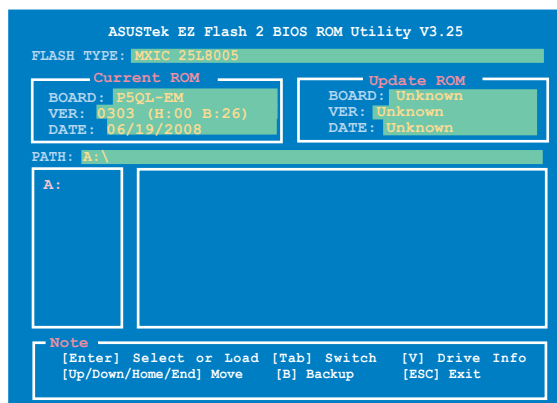 ASUSTek EZ Flash 2 BIOS ROM Utility V3.25
FLASH TYPE: MXIC 25L8005
Current ROM
BOARD: P5QL-EM
VER: 0303 (H:00 B:26)
DATE: 06/19/2008
Update ROM
BOARD: Unknown
VER: Unknown
DATE: Unknown
PATH: A:\
A:
Note
[Enter] Select or Load [Tab] Switch [V] Drive Info
[Up/Down/Home/End] Move [B] Backup [ESC] Exit